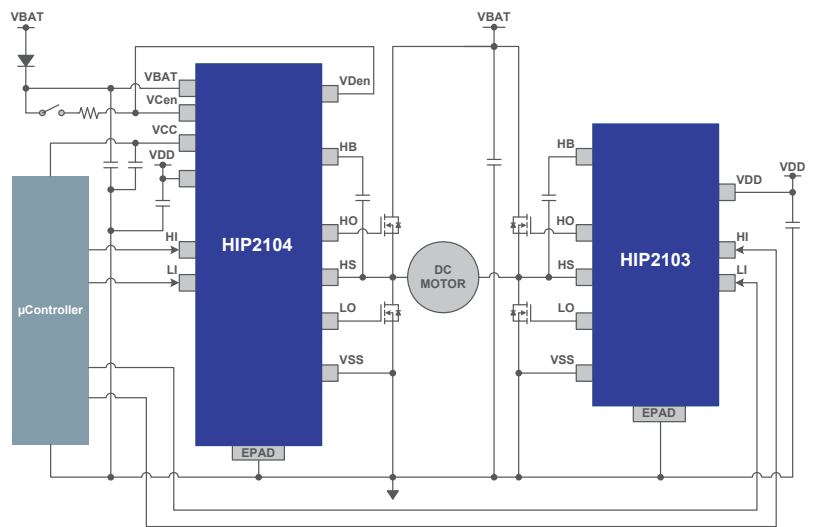 VBAT
VBAT
VBAT
VDen
VCen
VCC
VDD
HB
HB
VDD
VDD
HO
HO
HI
HIP2104
HI
HIP2103
LI
HS
DC
MOTOR
HS
LI
µController
LO
LO
VSS
VSS
EPAD
EPAD